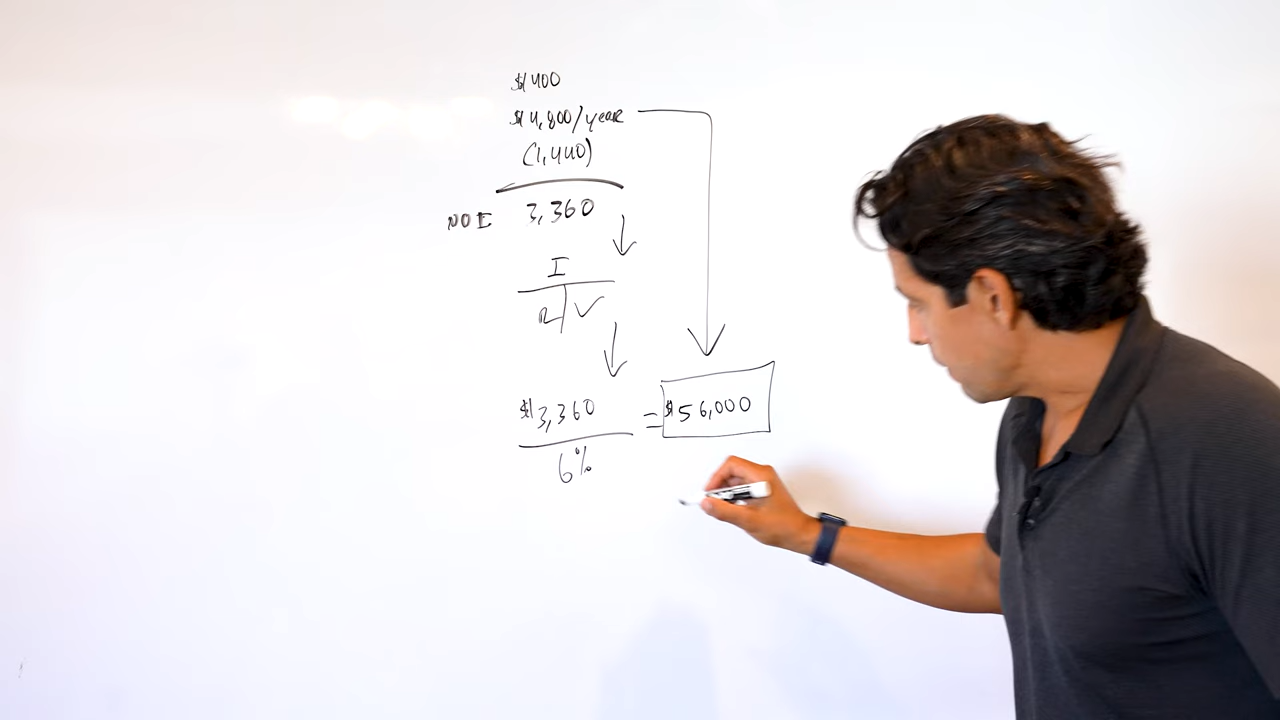 $400
$4,800/year
(1,440)
NOI 3,360
I
R V
$3,360 = $56,000
6%